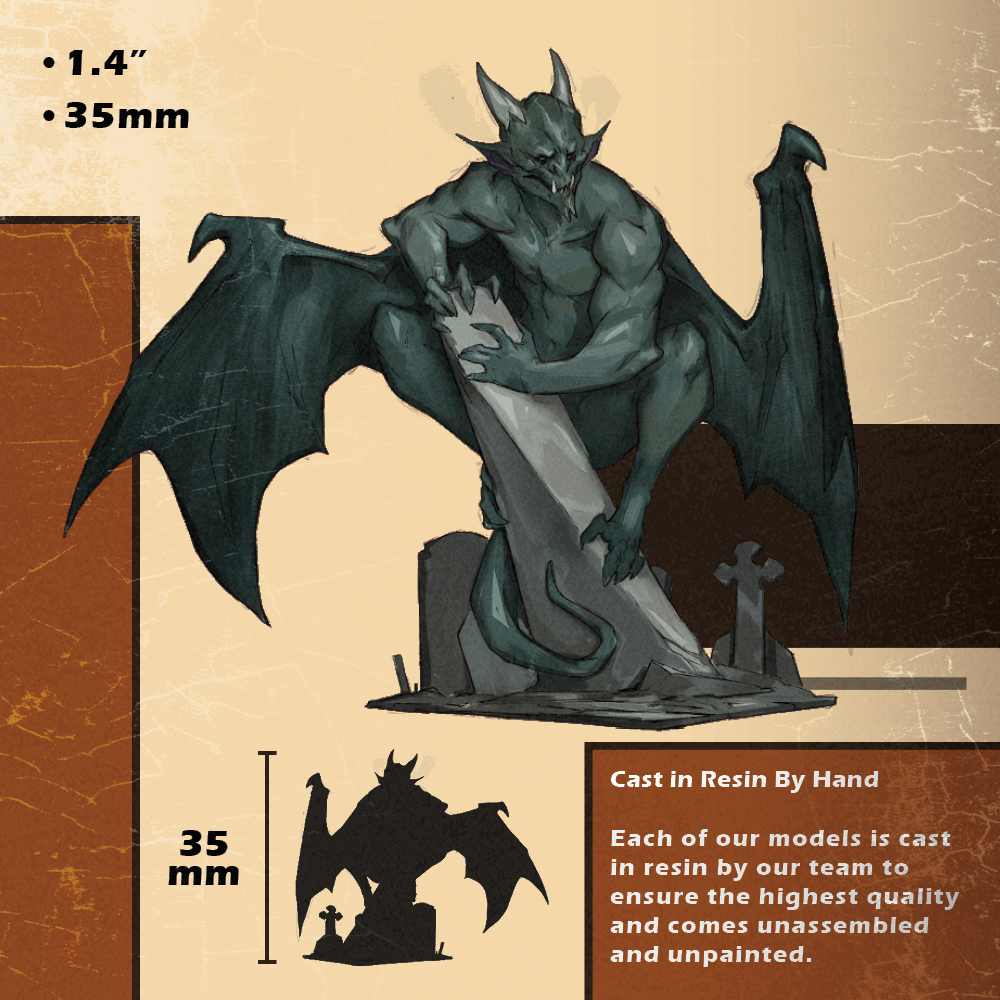 • 1.4"
• 35mm
35
mm
Cast in Resin By Hand
Each of our models is cast
in resin by our team to
ensure the highest quality
and comes unassembled
and unpainted.